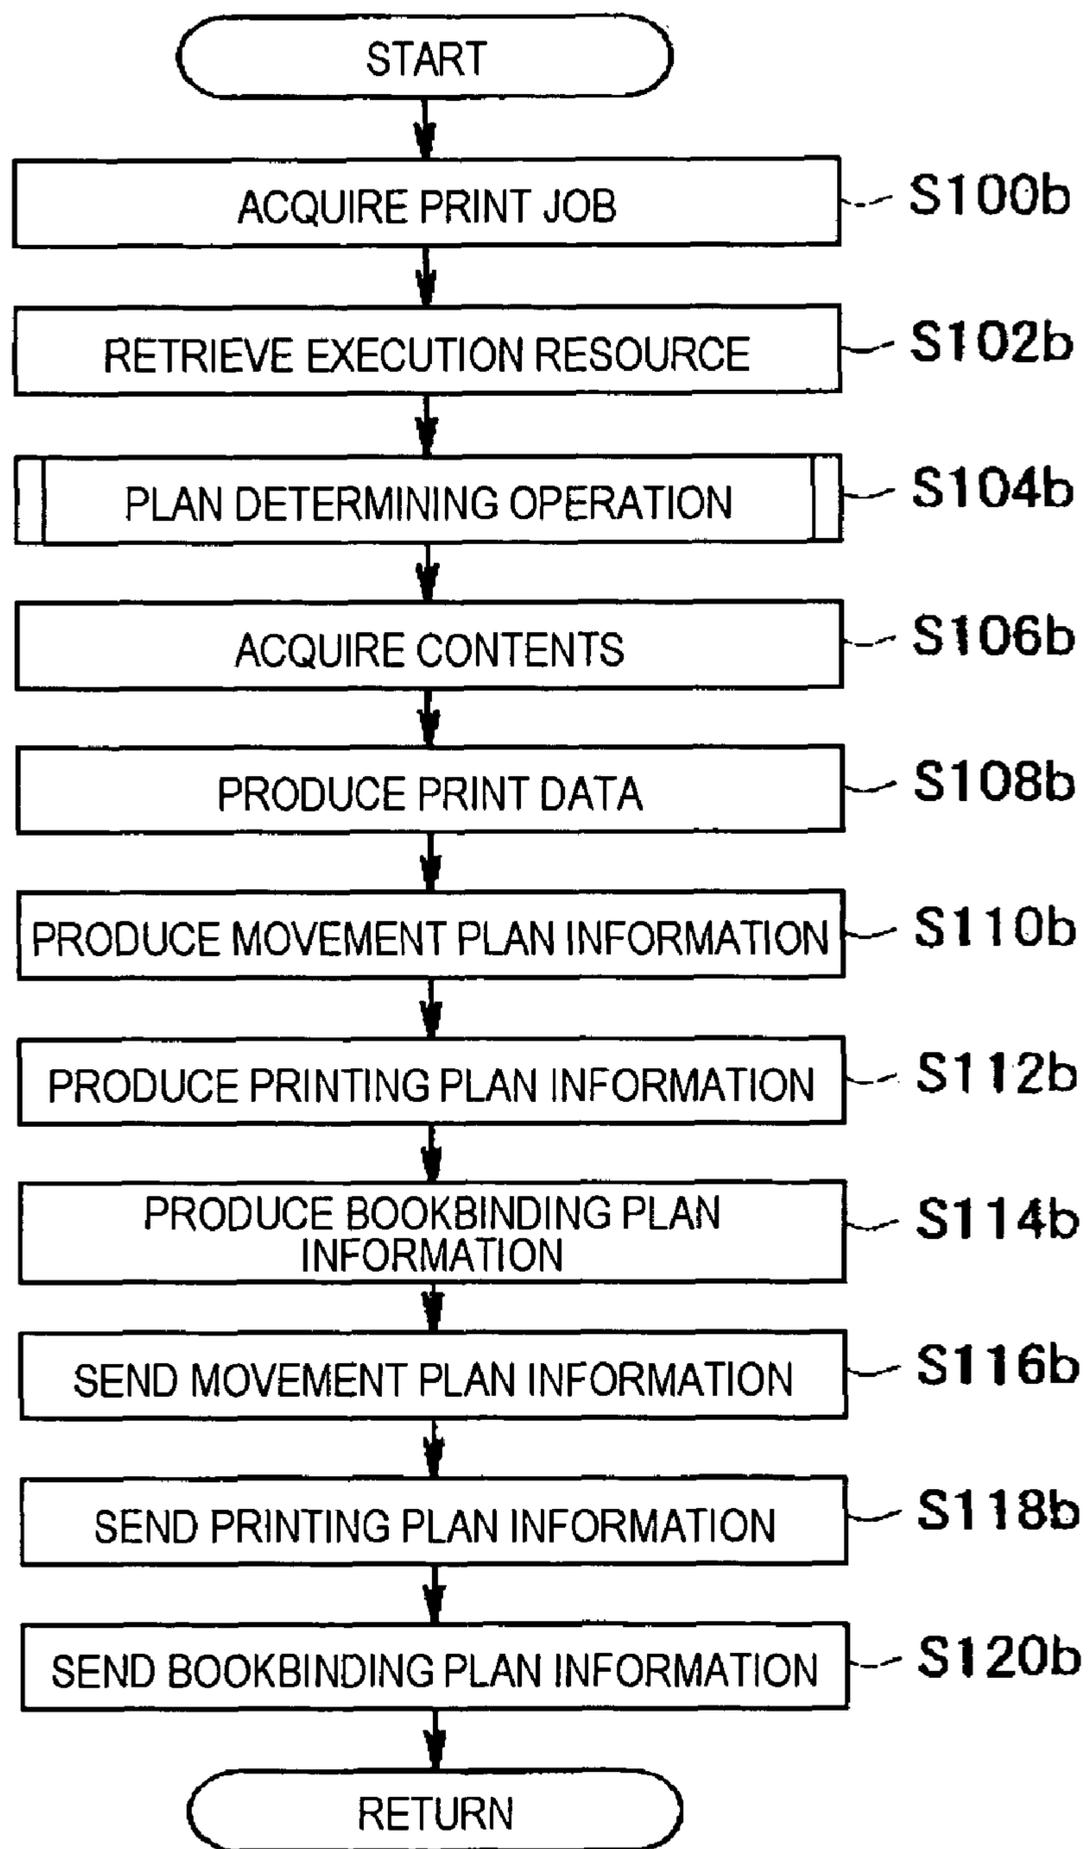 START
ACQUIRE PRINT JOB
S100b
RETRIEVE EXECUTION RESOURCE
S102b
PLAN DETERMINING OPERATION
S104b
ACQUIRE CONTENTS
S106b
PRODUCE PRINT DATA
S108b
PRODUCE MOVEMENT PLAN INFORMATION
S110b
PRODUCE PRINTING PLAN INFORMATION
S112b
PRODUCE BOOKBINDING PLAN
INFORMATION
S114b
SEND MOVEMENT PLAN INFORMATION
S116b
SEND PRINTING PLAN INFORMATION
S118b
SEND BOOKBINDING PLAN INFORMATION
S120b
RETURN